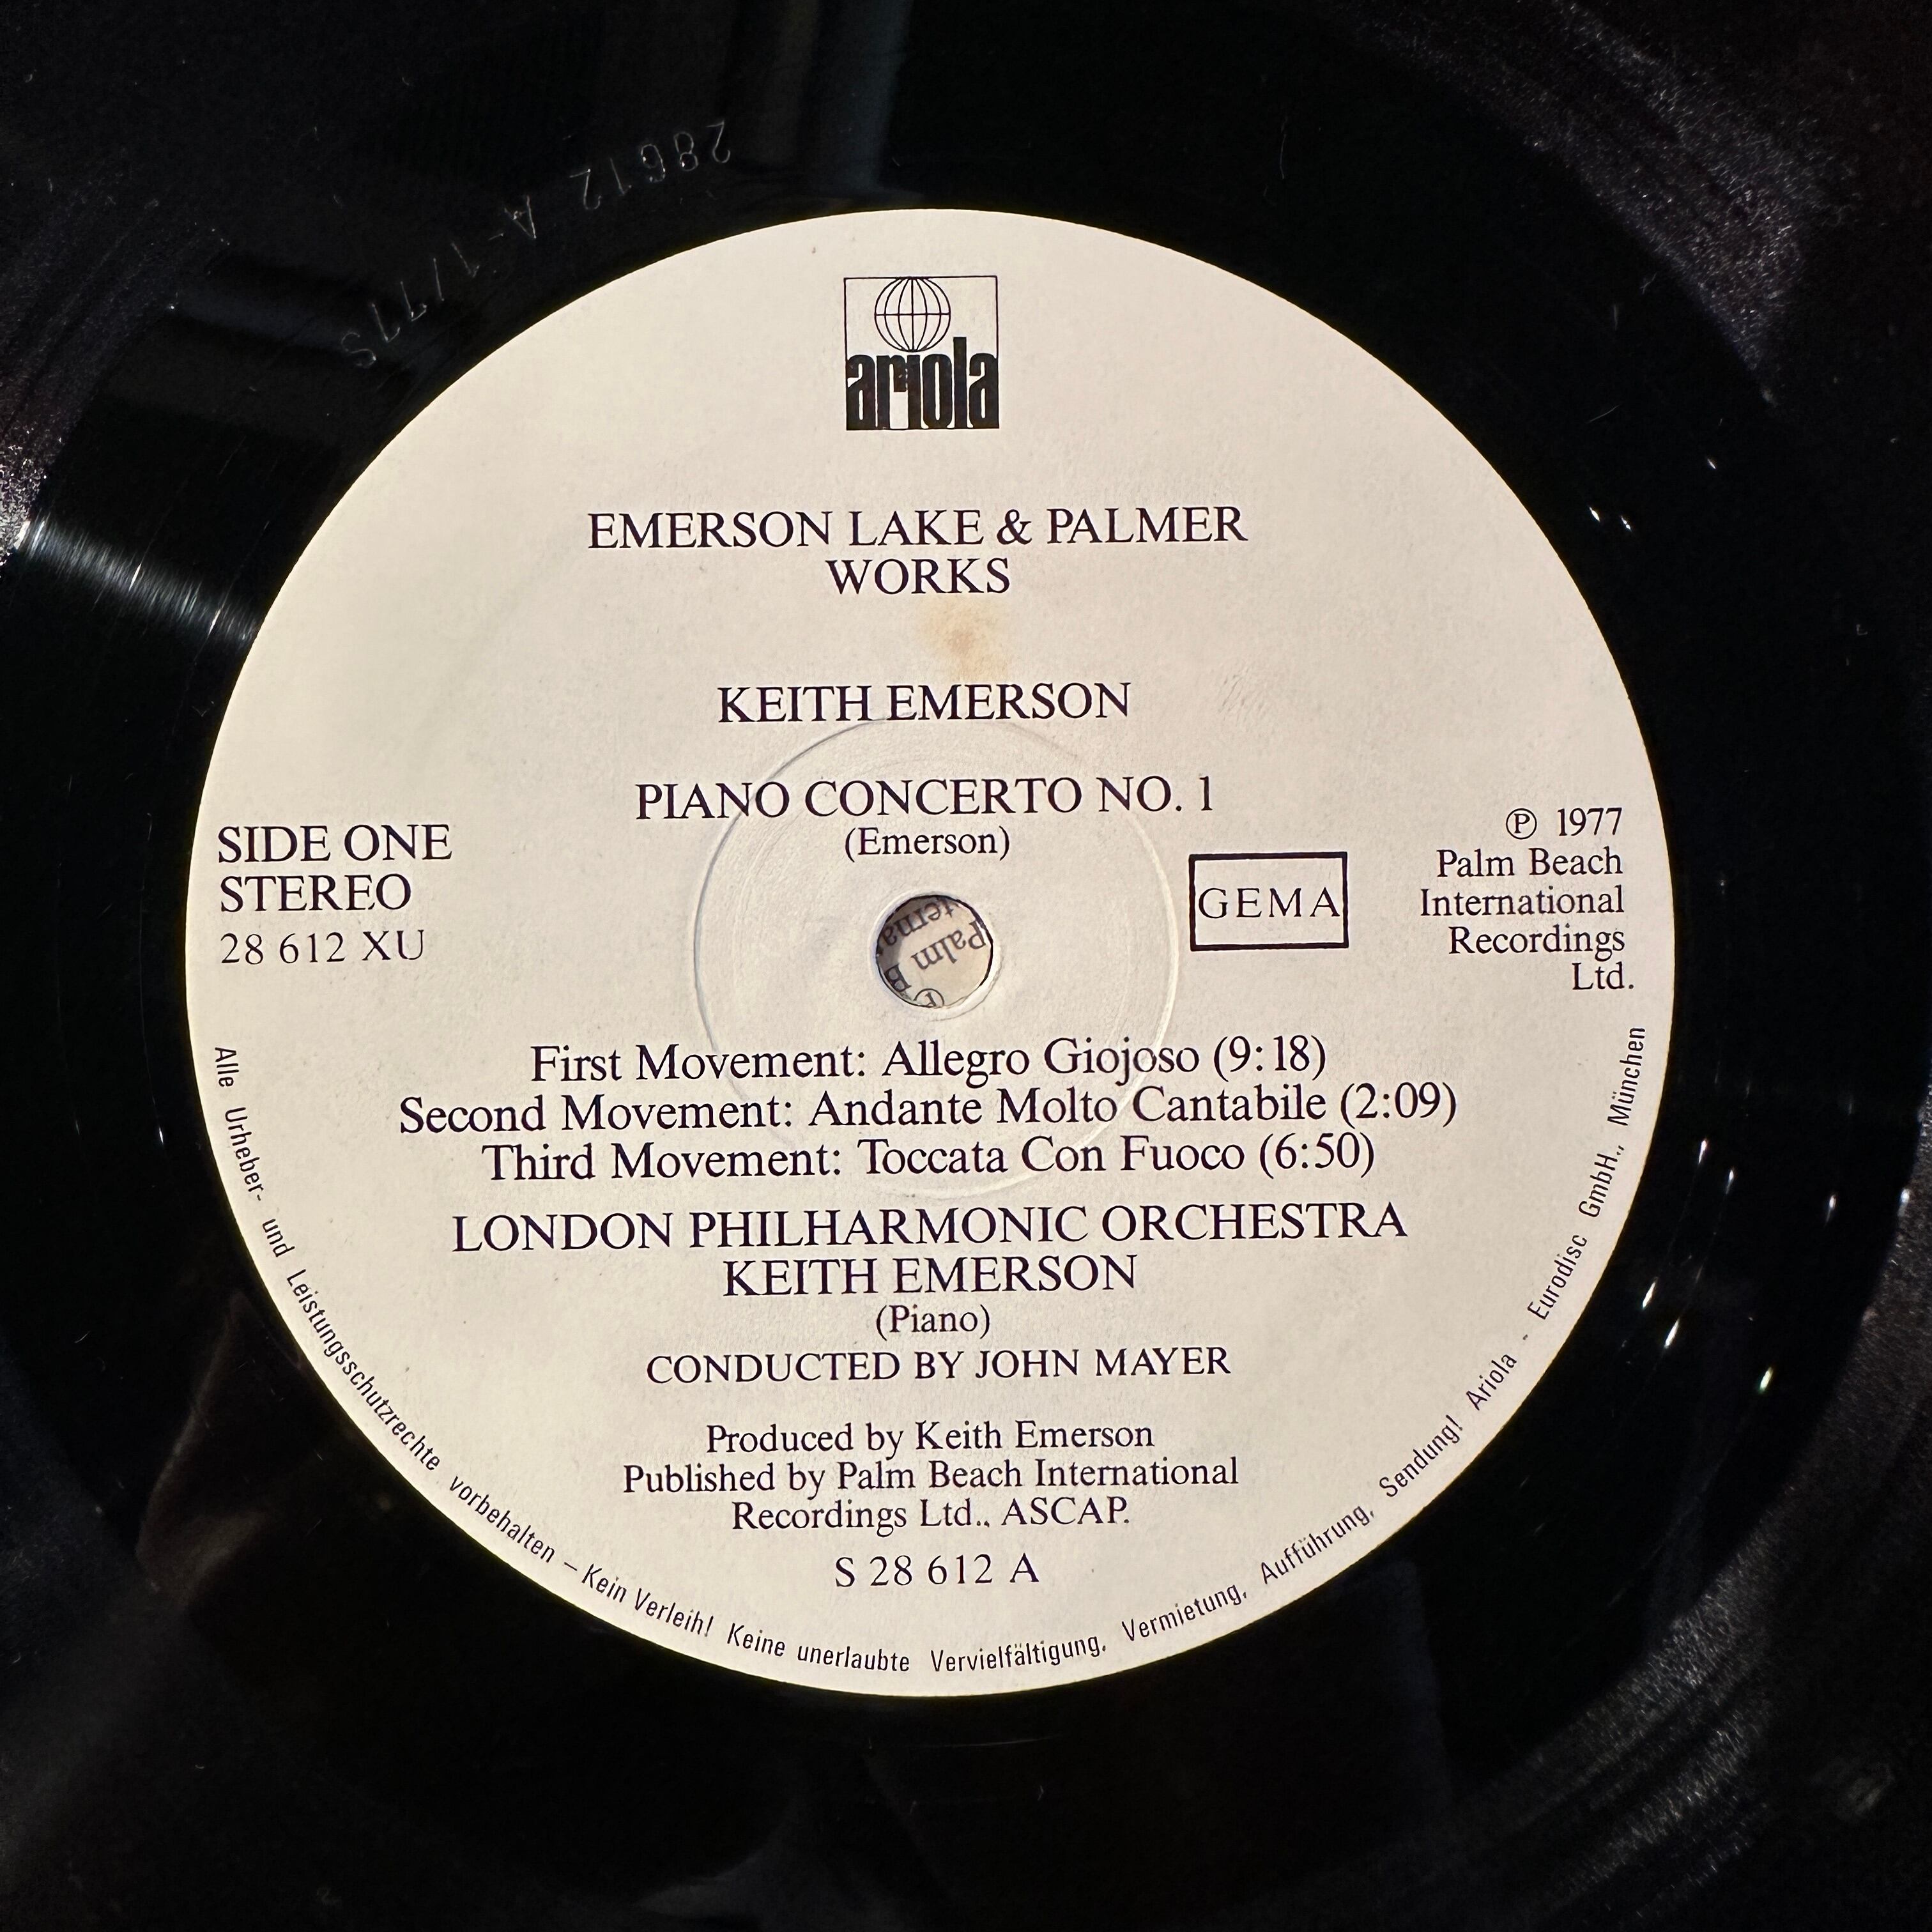 28612 A-1/77S
ariola
EMERSON LAKE & PALMER
WORKS
KEITH EMERSON
PIANO CONCERTO NO. 1
(Emerson)
SIDE ONE
STEREO
28 612 XU
GEMA
℗ 1977
Palm Beach
International
Recordings
Ltd.
First Movement: Allegro Giojoso (9:18)
Second Movement: Andante Molto Cantabile (2:09)
Third Movement: Toccata Con Fuoco (6:50)
LONDON PHILHARMONIC ORCHESTRA
KEITH EMERSON
(Piano)
CONDUCTED BY JOHN MAYER
Produced by Keith Emerson
Published by Palm Beach International
Recordings Ltd., ASCAP.
S 28 612 A
Alle Urheber- und Leistungsschutzrechte vorbehalten – Kein Verleih! Keine unerlaubte Vervielfältigung, Vermietung, Aufführung, Sendung! Ariola - Eurodisc GmbH., München
Palm B
terna
℗